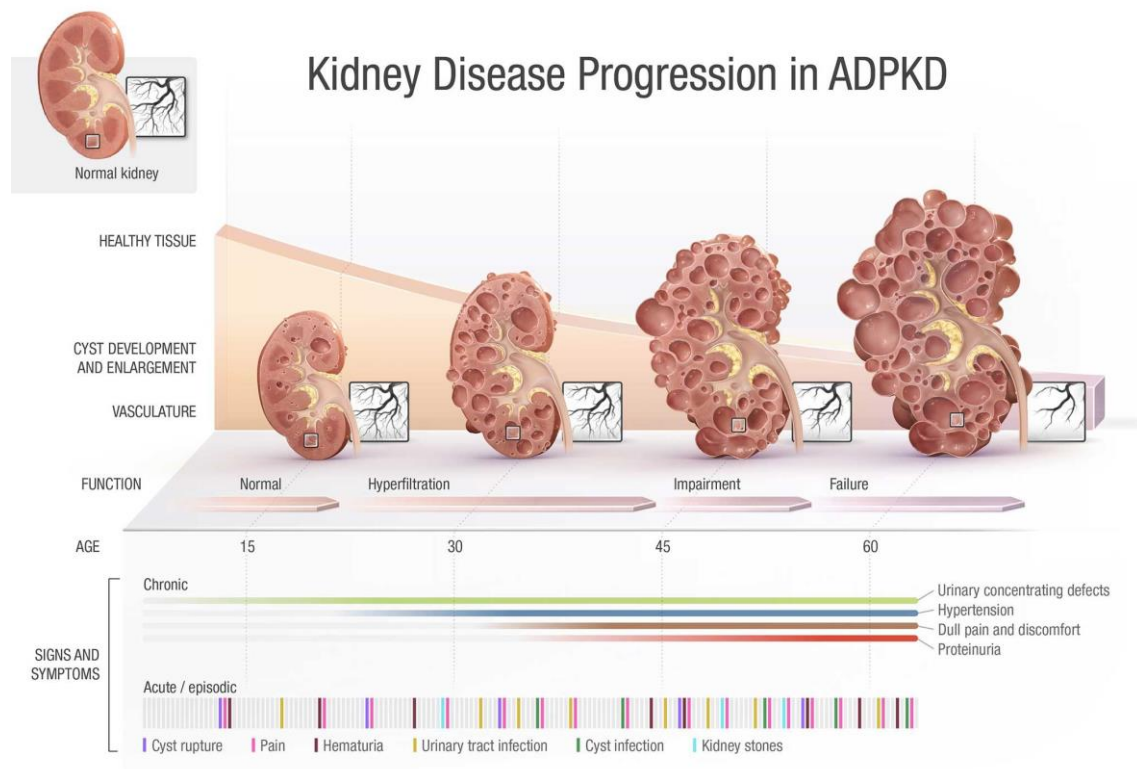 Kidney Disease Progression in ADPKD
Normal kidney
HEALTHY TISSUE
CYST DEVELOPMENT
AND ENLARGEMENT
VASCULATURE
FUNCTION
Normal
Hyperfiltration
Impairment
Failure
AGE
15
30
45
60
SIGNS AND
SYMPTOMS
Chronic
Urinary concentrating defects
Hypertension
Dull pain and discomfort
Proteinuria
Acute / episodic
Cyst rupture
Pain
Hematuria
Urinary tract infection
Cyst infection
Kidney stones